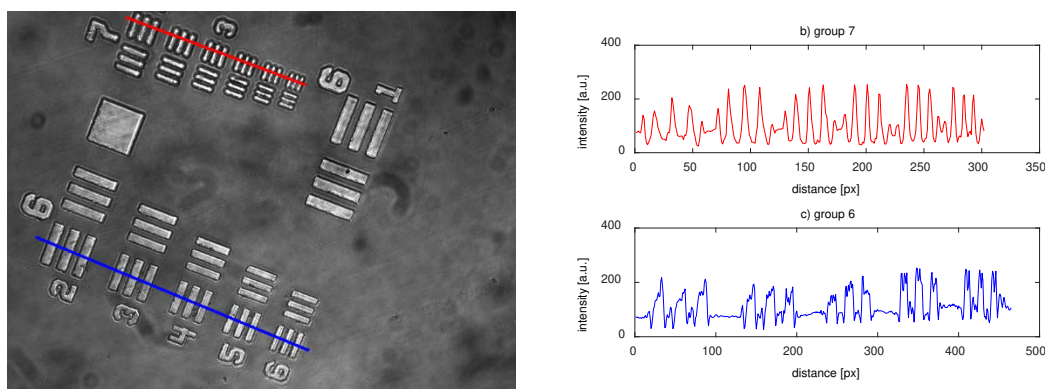 7
3
6
1
6
2
3
4
5
6
b) group 7
400
200
0
intensity [a.u.]
0 50 100 150 200 250 300 350
distance [px]
c) group 6
400
200
0
intensity [a.u.]
0 100 200 300 400 500
distance [px]